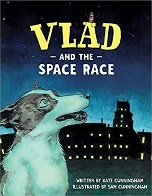 VLAD
AND THE
SPACE RACE
WRITTEN BY KATE CUNNINGHAM
ILLUSTRATED BY SAM CUNNINGHAM